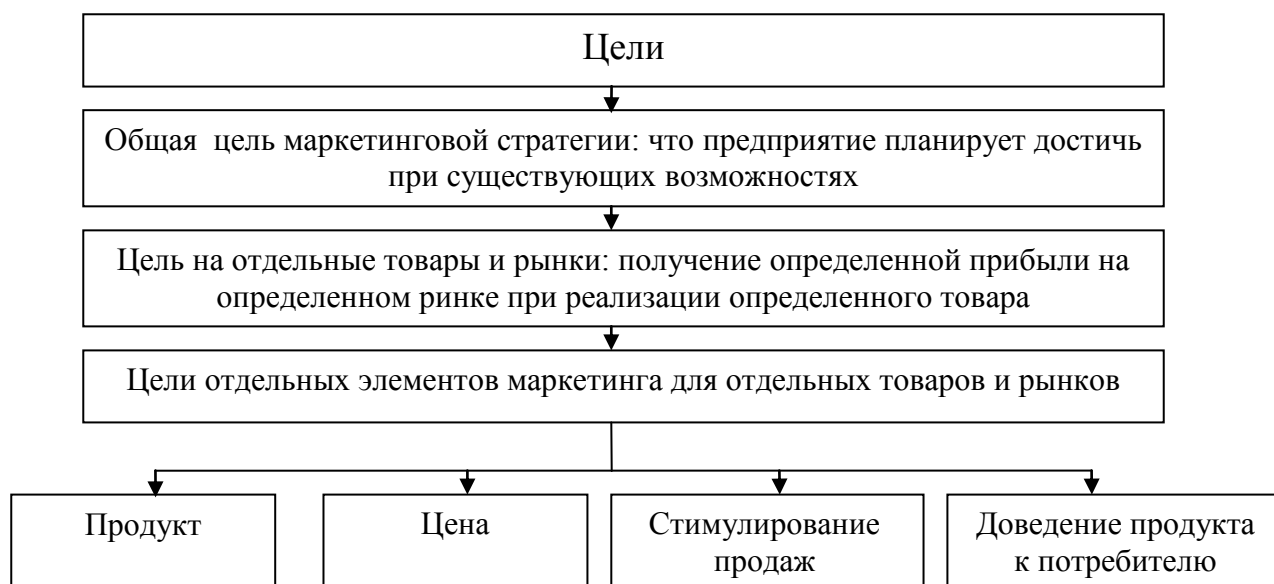 Цели
Общая цель маркетинговой стратегии: что предприятие планирует достичь
при существующих возможностях
Цель на отдельные товары и рынки: получение определенной прибыли на
определенном ринке при реализации определенного товара
Цели отдельных элементов маркетинга для отдельных товаров и рынков
Продукт
Цена
Стимулирование
продаж
Доведение продукта
к потребителю